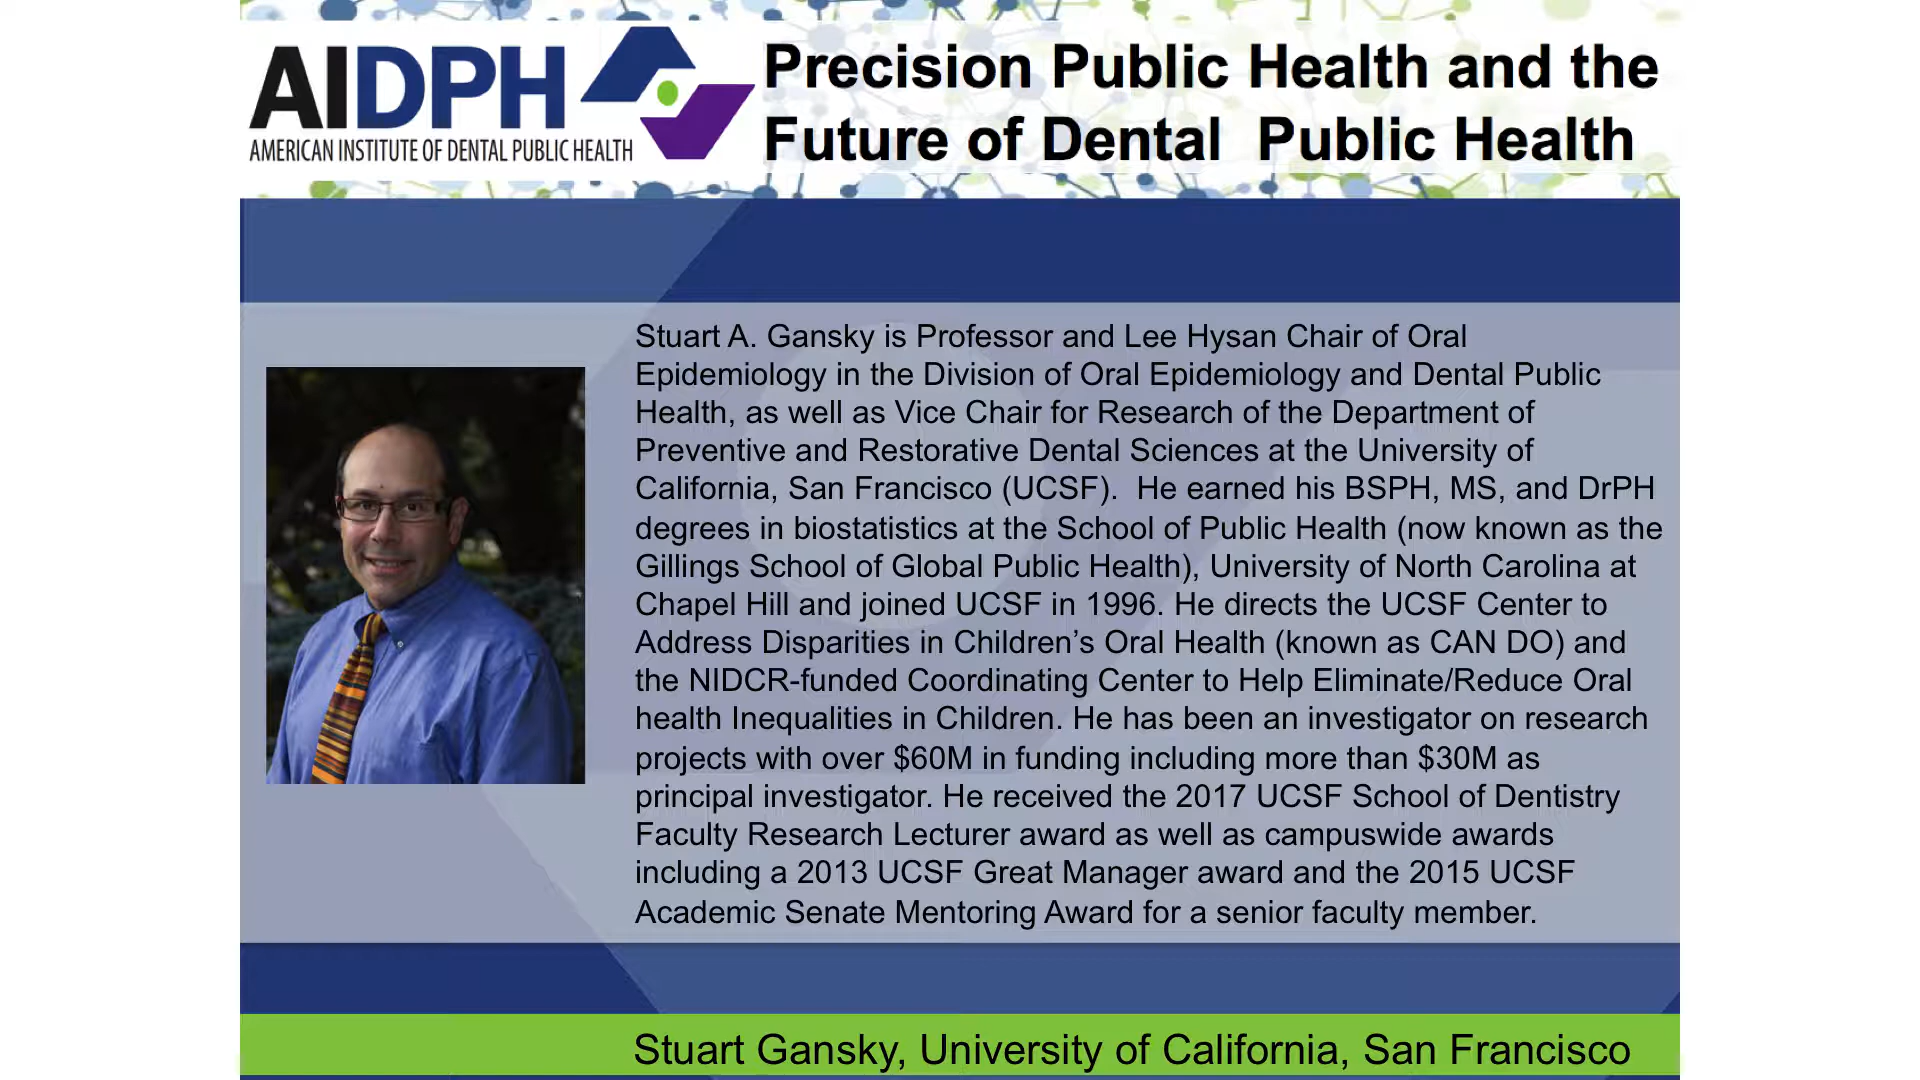 AIDPH
AMERICAN INSTITUTE OF DENTAL PUBLIC HEALTH
Precision Public Health and the
Future of Dental  Public Health
Stuart A. Gansky is Professor and Lee Hysan Chair of Oral
Epidemiology in the Division of Oral Epidemiology and Dental Public
Health, as well as Vice Chair for Research of the Department of
Preventive and Restorative Dental Sciences at the University of
California, San Francisco (UCSF).  He earned his BSPH, MS, and DrPH
degrees in biostatistics at the School of Public Health (now known as the
Gillings School of Global Public Health), University of North Carolina at
Chapel Hill and joined UCSF in 1996. He directs the UCSF Center to
Address Disparities in Children’s Oral Health (known as CAN DO) and
the NIDCR-funded Coordinating Center to Help Eliminate/Reduce Oral
health Inequalities in Children. He has been an investigator on research
projects with over $60M in funding including more than $30M as
principal investigator. He received the 2017 UCSF School of Dentistry
Faculty Research Lecturer award as well as campuswide awards
including a 2013 UCSF Great Manager award and the 2015 UCSF
Academic Senate Mentoring Award for a senior faculty member.
Stuart Gansky, University of California, San Francisco